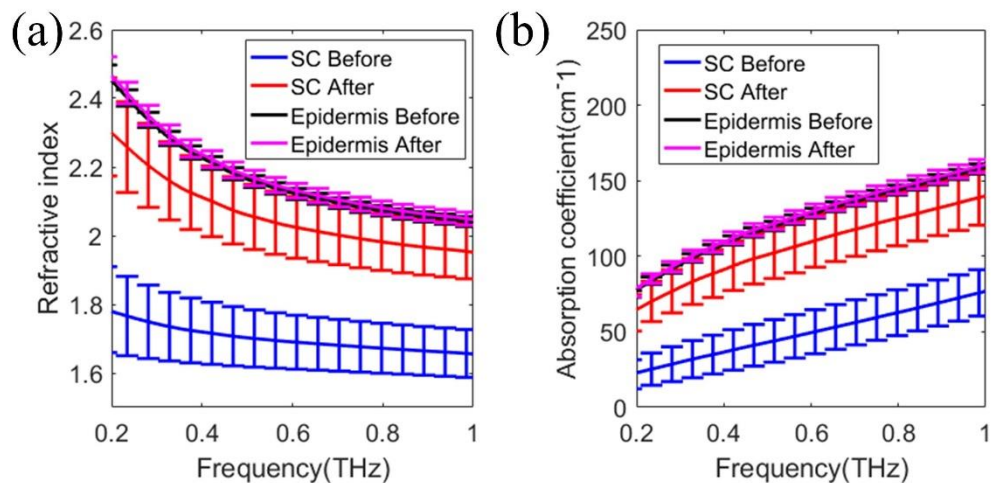 (a)
2.6
2.4
2.2
2
1.8
1.6
Refractive index
SC Before
SC After
Epidermis Before
Epidermis After
0.2
0.4
0.6
0.8
1
Frequency(THz)
(b)
250
200
150
100
50
0
Absorption coefficient(cm-1)
SC Before
SC After
Epidermis Before
Epidermis After
0.2
0.4
0.6
0.8
1
Frequency(THz)